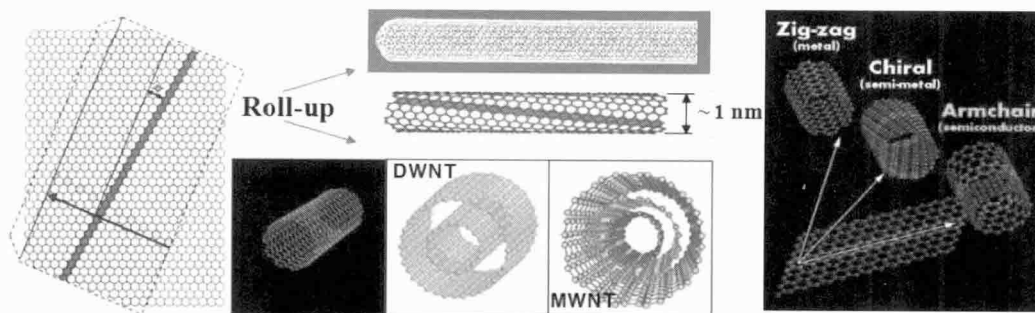 Roll-up
~ 1 nm
DWNT
MWNT
Zig-zag
(metal)
Chiral
(semi-metal)
Armchair
(semiconductor)